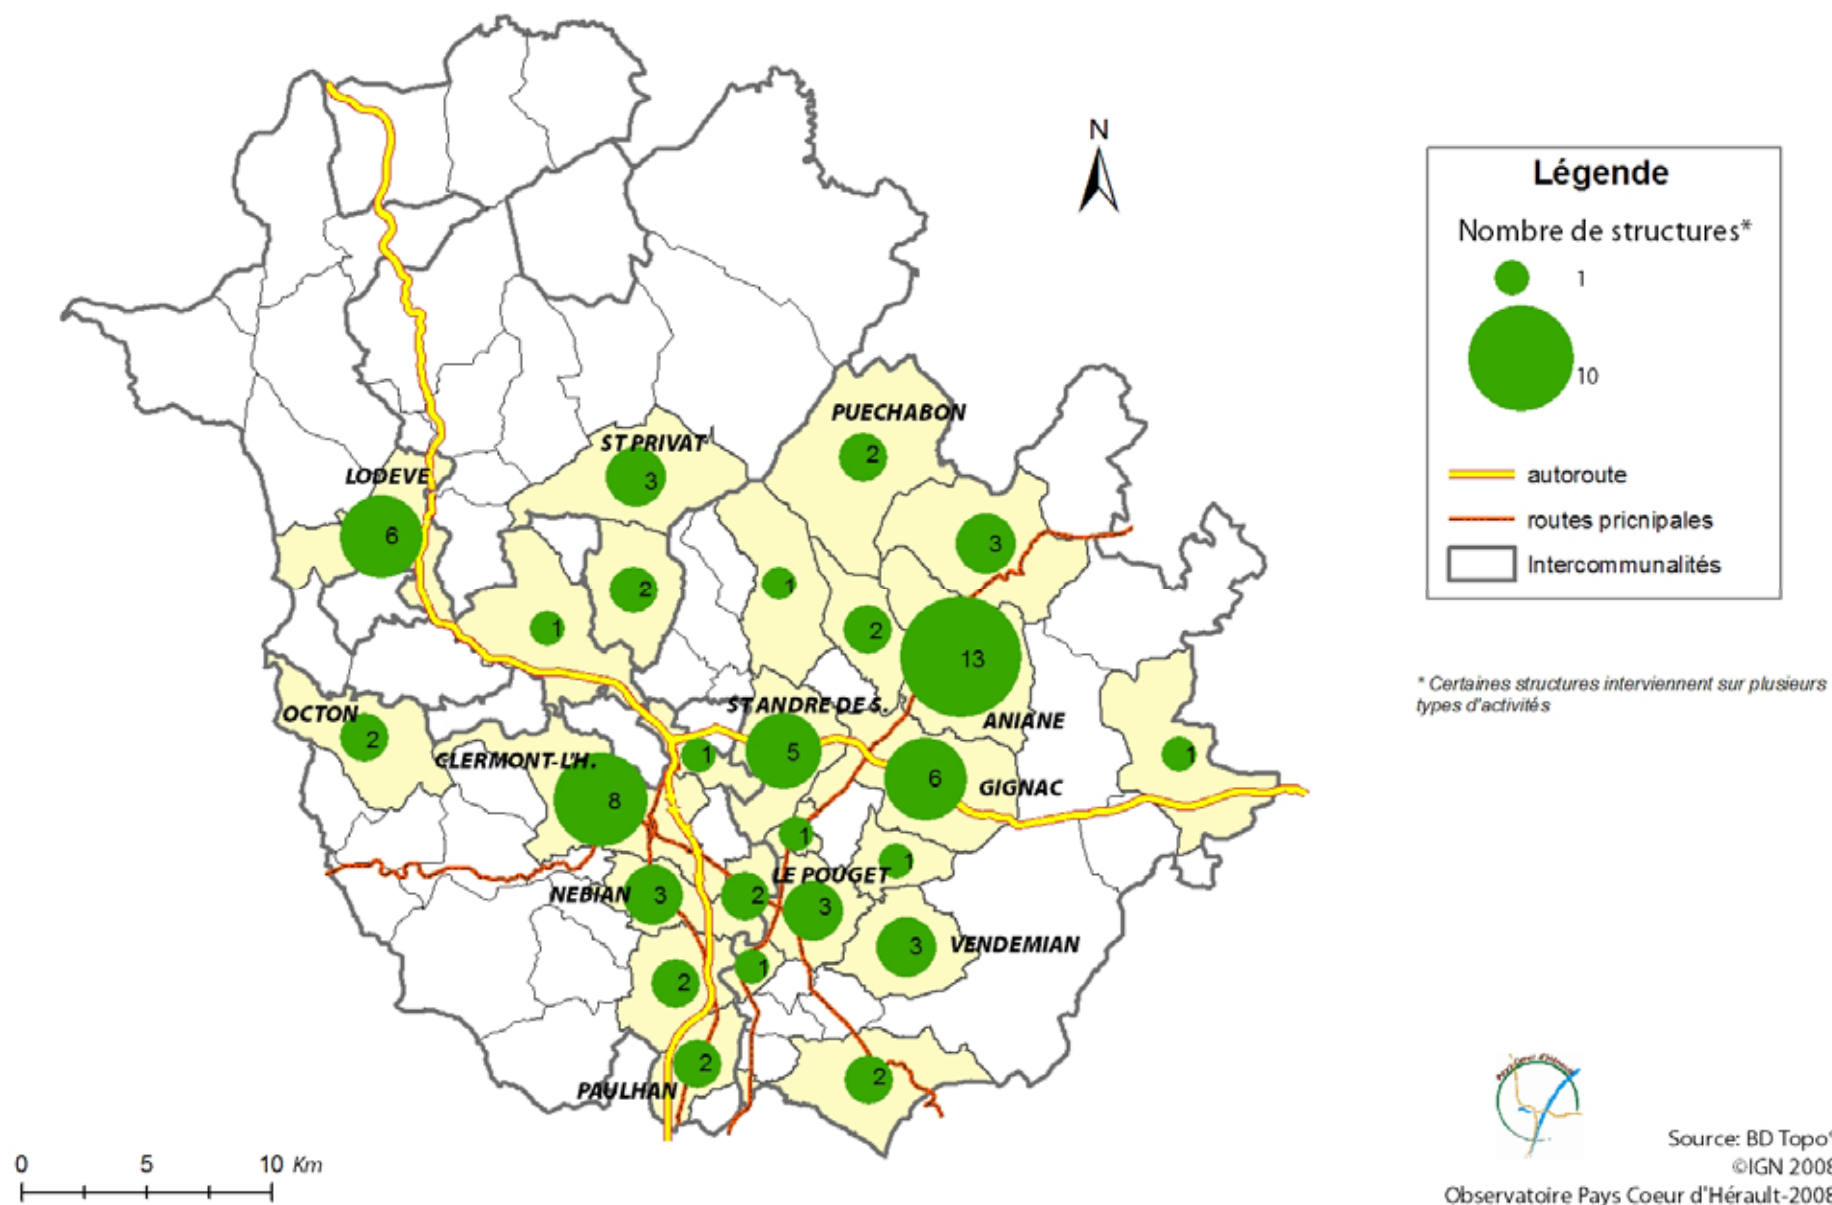 N
PUECHABON
2
ST PRIVAT
3
LODEVE
6
3
1
2
1
2
13
ST ANDRE DE S.
ANIANE
OCTON
2
CLERMONT-L'H.
1
5
1
6
GIGNAC
8
1
1
LE POUGET
NEBIAN
3
2
3
3
VENDEMIAN
2
1
2
PAULHAN
2
0 5 10 Km
Légende
Nombre de structures*
1
10
autoroute
routes pricnipales
Intercommunalités
* Certaines structures interviennent sur plusieurs
types d'activités
Source: BD Topo
©IGN 2008
Observatoire Pays Coeur d'Hérault-2008